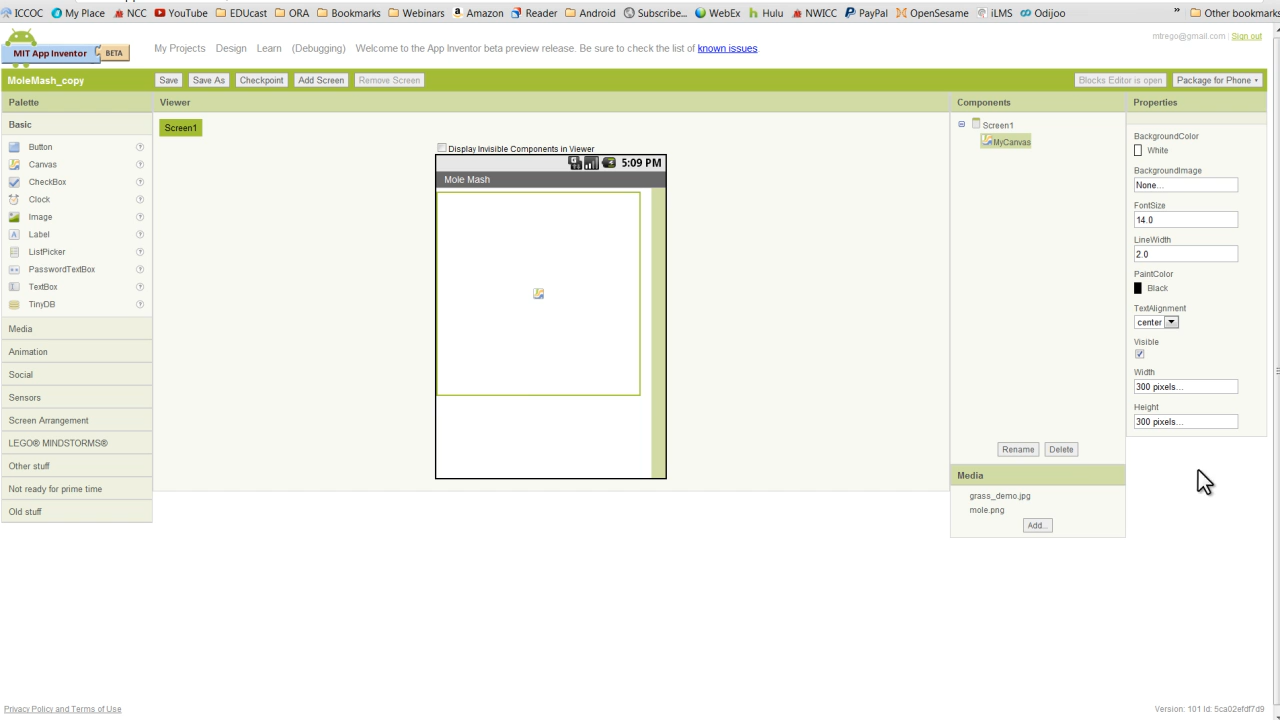 ICCOC My Place NCC YouTube EDUcast ORA Bookmarks Webinars Amazon Reader Android Subscribe... WebEx Hulu NWICC PayPal OpenSesame iLMS Odijoo » Other bookmarks
mtrego@gmail.com | Sign out
MIT App Inventor BETA
My Projects Design Learn (Debugging) Welcome to the App Inventor beta preview release. Be sure to check the list of known issues.
MoleMash_copy Save Save As Checkpoint Add Screen Remove Screen Blocks Editor is open Package for Phone
Palette Viewer Components Properties
Basic
Button
Canvas
CheckBox
Clock
Image
Label
ListPicker
PasswordTextBox
TextBox
TinyDB
Media
Animation
Social
Sensors
Screen Arrangement
LEGO® MINDSTORMS®
Other stuff
Not ready for prime time
Old stuff
Screen1
Display Invisible Components in Viewer
5:09 PM
Mole Mash
Screen1
MyCanvas
Rename Delete
Media
grass_demo.jpg
mole.png
Add...
BackgroundColor
White
BackgroundImage
None...
FontSize
14.0
LineWidth
2.0
PaintColor
Black
TextAlignment
center
Visible
Width
300 pixels...
Height
300 pixels...
Privacy Policy and Terms of Use
Version: 101 Id: 5ca02efdf7d9